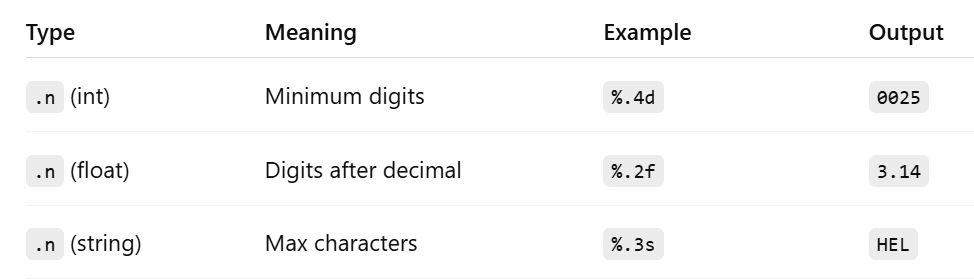 Type Meaning Example Output
.n (int) Minimum digits %.4d 0025
.n (float) Digits after decimal %.2f 3.14
.n (string) Max characters %.3s HEL